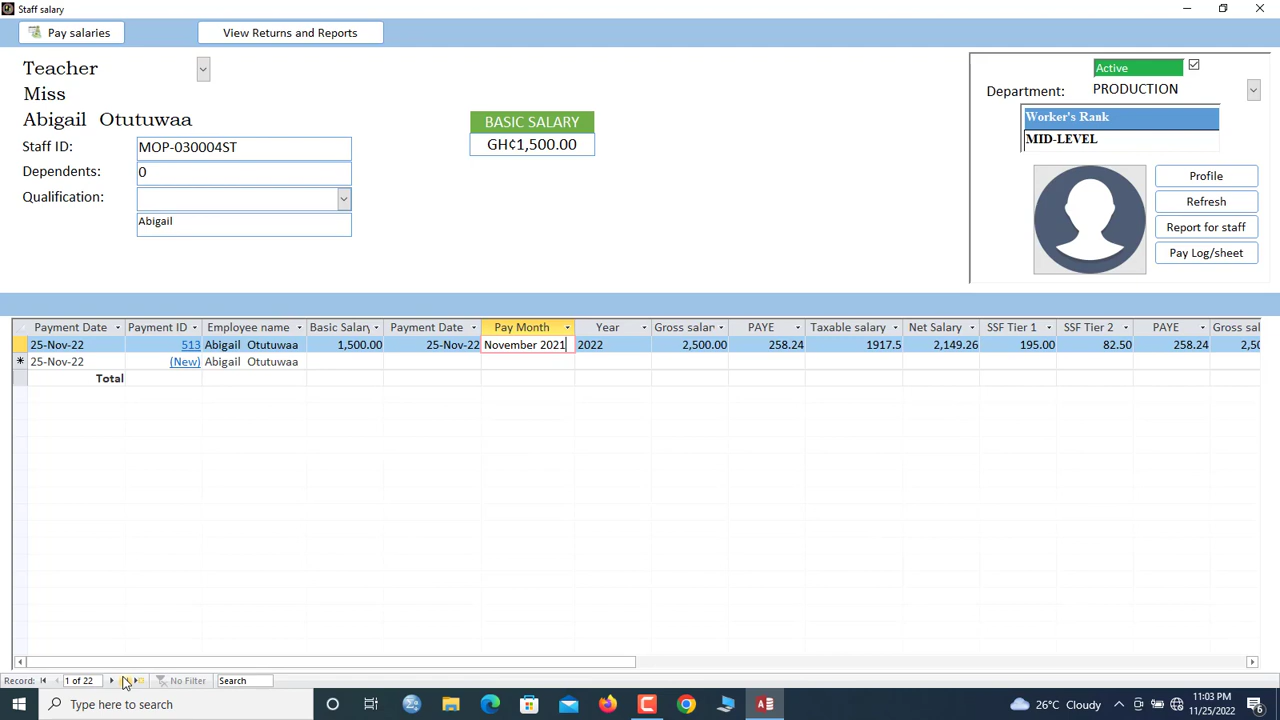 Staff salary
Pay salaries
View Returns and Reports
Teacher
Miss
Abigail Otutuwaa
Staff ID: MOP-030004ST
Dependents: 0
Qualification:
Abigail
BASIC SALARY
GH¢1,500.00
Active
Department: PRODUCTION
Worker's Rank
MID-LEVEL
Profile
Refresh
Report for staff
Pay Log/sheet
Payment Date Payment ID Employee name Basic Salary Payment Date Pay Month Year Gross salar PAYE Taxable salary Net Salary SSF Tier 1 SSF Tier 2 PAYE Gross sal
25-Nov-22 513 Abigail Otutuwaa 1,500.00 25-Nov-22 November 2021 2022 2,500.00 258.24 1917.5 2,149.26 195.00 82.50 258.24 2,50
* 25-Nov-22 (New) Abigail Otutuwaa
Total
Record: 1 of 22 No Filter Search
Type here to search
26°C Cloudy
11:03 PM
11/25/2022
6